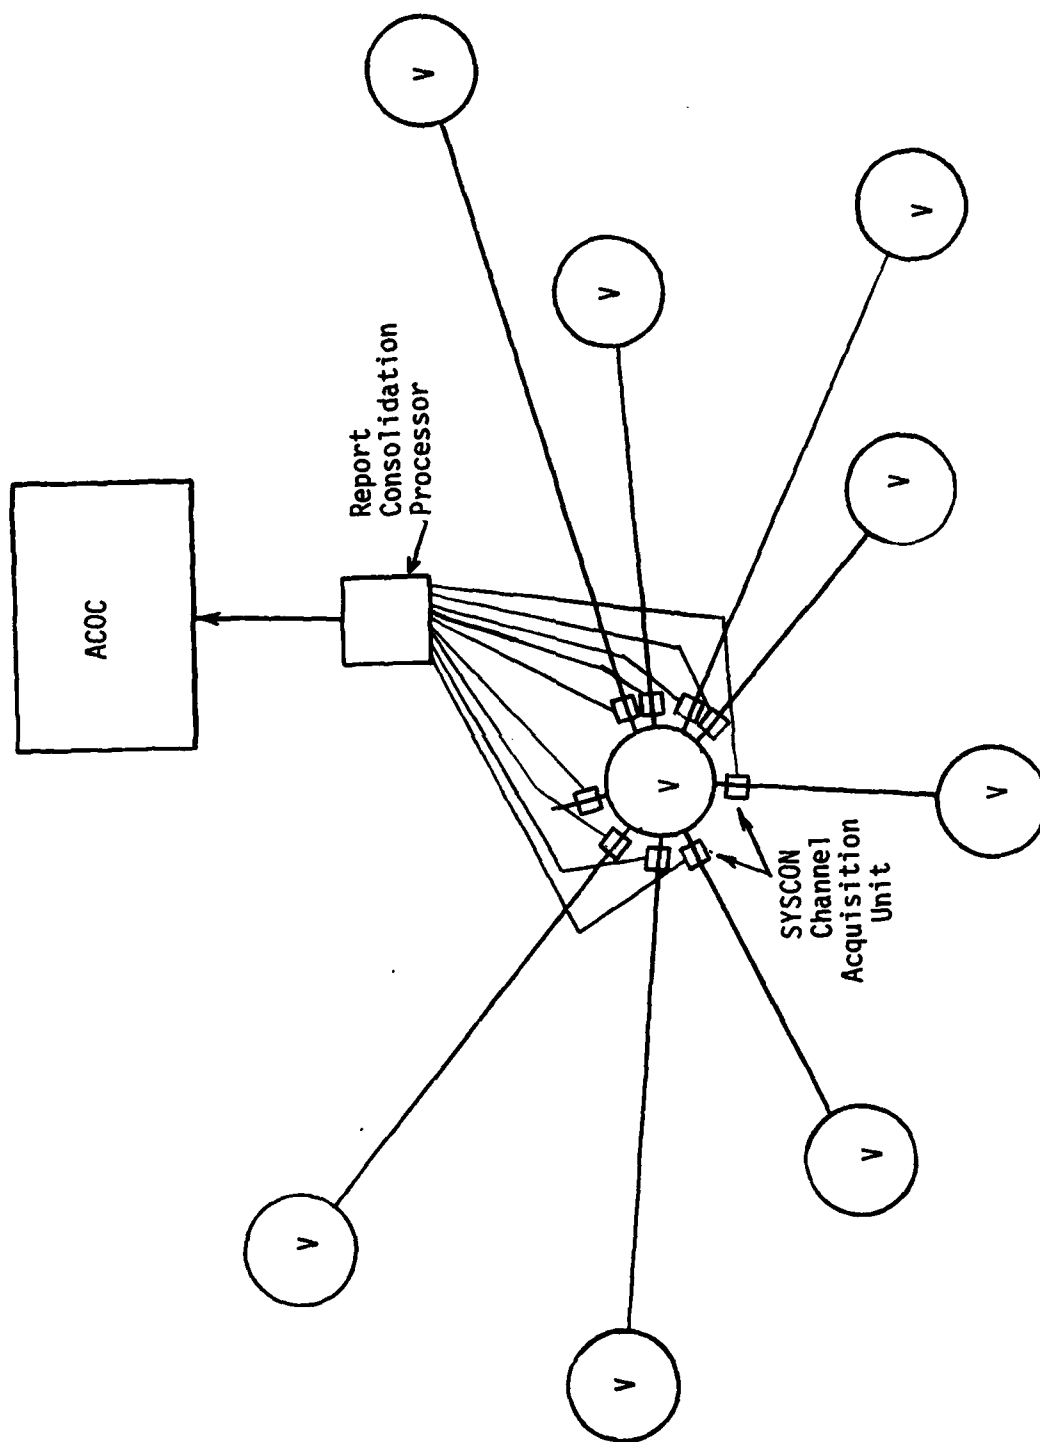 ACOC
Report
Consolidation
Processor
V
V
V
V
V
V
V
V
V
SYSCON
Channel
Acquisition
Unit